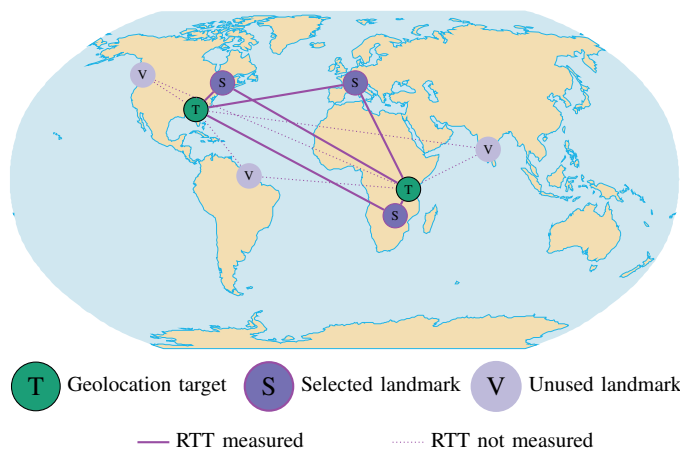 V
S
S
T
V
V
T
S
T Geolocation target S Selected landmark V Unused landmark
RTT measured RTT not measured